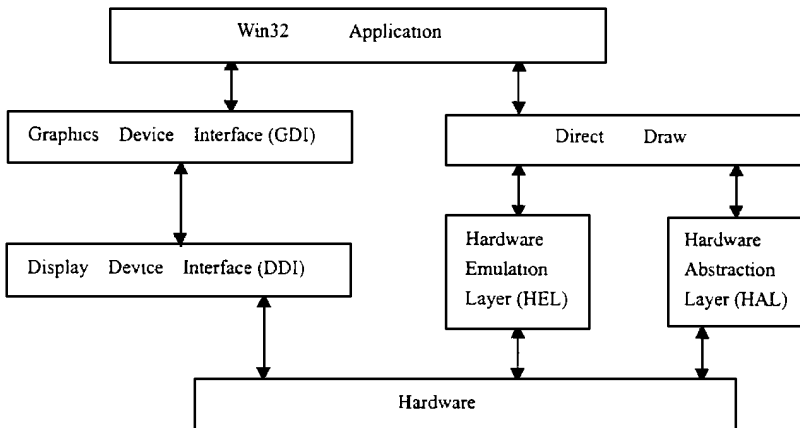 Win32 Application
Graphics Device Interface (GDI)
Direct Draw
Display Device Interface (DDI)
Hardware
Emulation
Layer (HEL)
Hardware
Abstraction
Layer (HAL)
Hardware